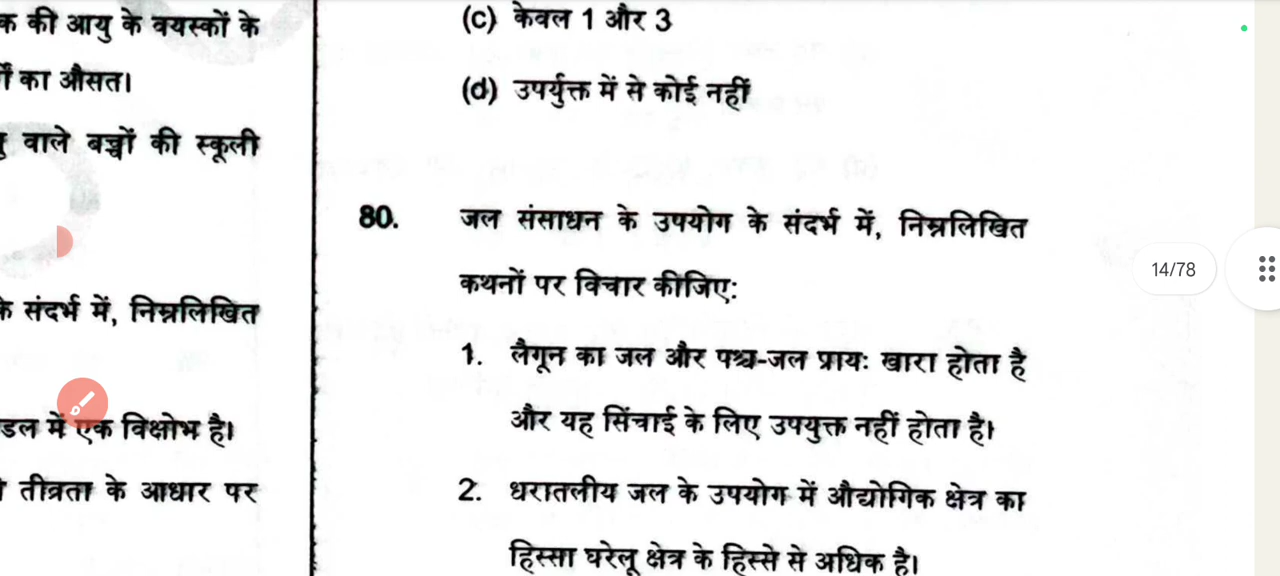 की आयु के वयस्कों के
का औसत।
वाले बच्चों की स्कूली
संदर्भ में, निम्नलिखित
में एक विक्षोभ है।
तीव्रता के आधार पर
(c) केवल 1 और 3
(d) उपर्युक्त में से कोई नहीं
80. जल संसाधन के उपयोग के संदर्भ में, निम्नलिखित
कथनों पर विचार कीजिए:
1. लैगून का जल और पश्च-जल प्रायः खारा होता है
और यह सिंचाई के लिए उपयुक्त नहीं होता है।
2. धरातलीय जल के उपयोग में औद्योगिक क्षेत्र का
हिस्सा घरेलू क्षेत्र के हिस्से से अधिक है।
14/78